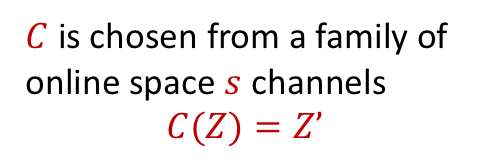 C is chosen from a family of
online space s channels
C(Z) = Z’